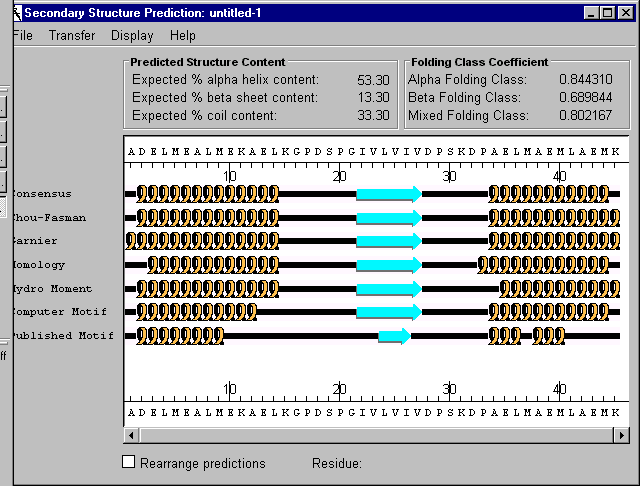 Secondary Structure Prediction: untitled-1
File Transfer Display Help
Predicted Structure Content
Expected % alpha helix content: 53.30
Expected % beta sheet content: 13.30
Expected % coil content: 33.30
Folding Class Coefficient
Alpha Folding Class: 0.844310
Beta Folding Class: 0.689844
Mixed Folding Class: 0.802167
10 20 30 40
onsensus
hou-Fasman
arnier
omology
ydro Moment
omputer Motif
ublished Motif
10 20 30 40
ff
Rearrange predictions Residue: